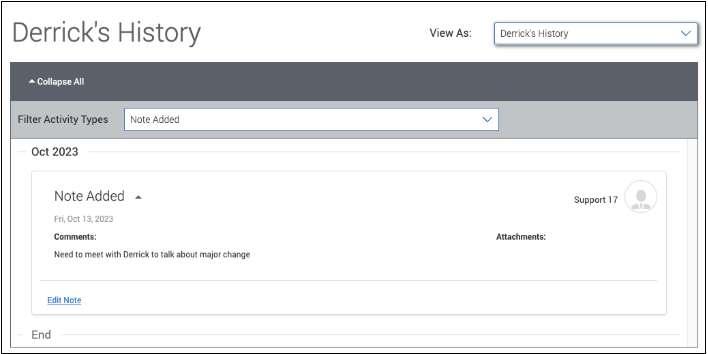 Derrick's History
View As:
Derrick's History
Collapse All
Filter Activity Types
Note Added
Oct 2023
Note Added
Support 17
Fri, Oct 13, 2023
Comments:
Attachments:
Need to meet with Derrick to talk about major change
Edit Note
End